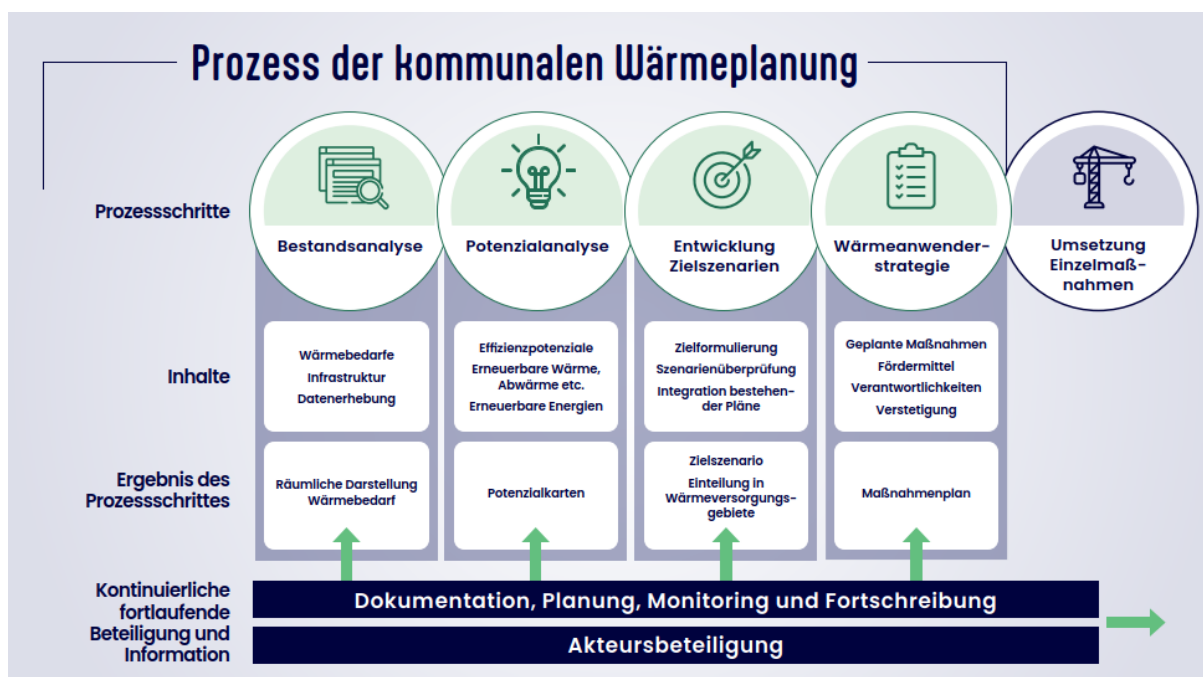 Prozess der kommunalen Wärmeplanung
Prozessschritte
Bestandsanalyse
Potenzialanalyse
Entwicklung
Zielszenarien
Wärmeanwender-
strategie
Umsetzung
Einzelmaß-
nahmen
Inhalte
Wärmebedarfe
Infrastruktur
Datenerhebung
Effizienzpotenziale
Erneuerbare Wärme,
Abwärme etc.
Erneuerbare Energien
Zielformulierung
Szenarienüberprüfung
Integration bestehen-
der Pläne
Geplante Maßnahmen
Fördermittel
Verantwortlichkeiten
Verstetigung
Ergebnis des
Prozessschrittes
Räumliche Darstellung
Wärmebedarf
Potenzialkarten
Zielszenario
Einteilung in
Wärmeversorgungs-
gebiete
Maßnahmenplan
Kontinuierliche
fortlaufende
Beteiligung und
Information
Dokumentation, Planung, Monitoring und Fortschreibung
Akteursbeteiligung